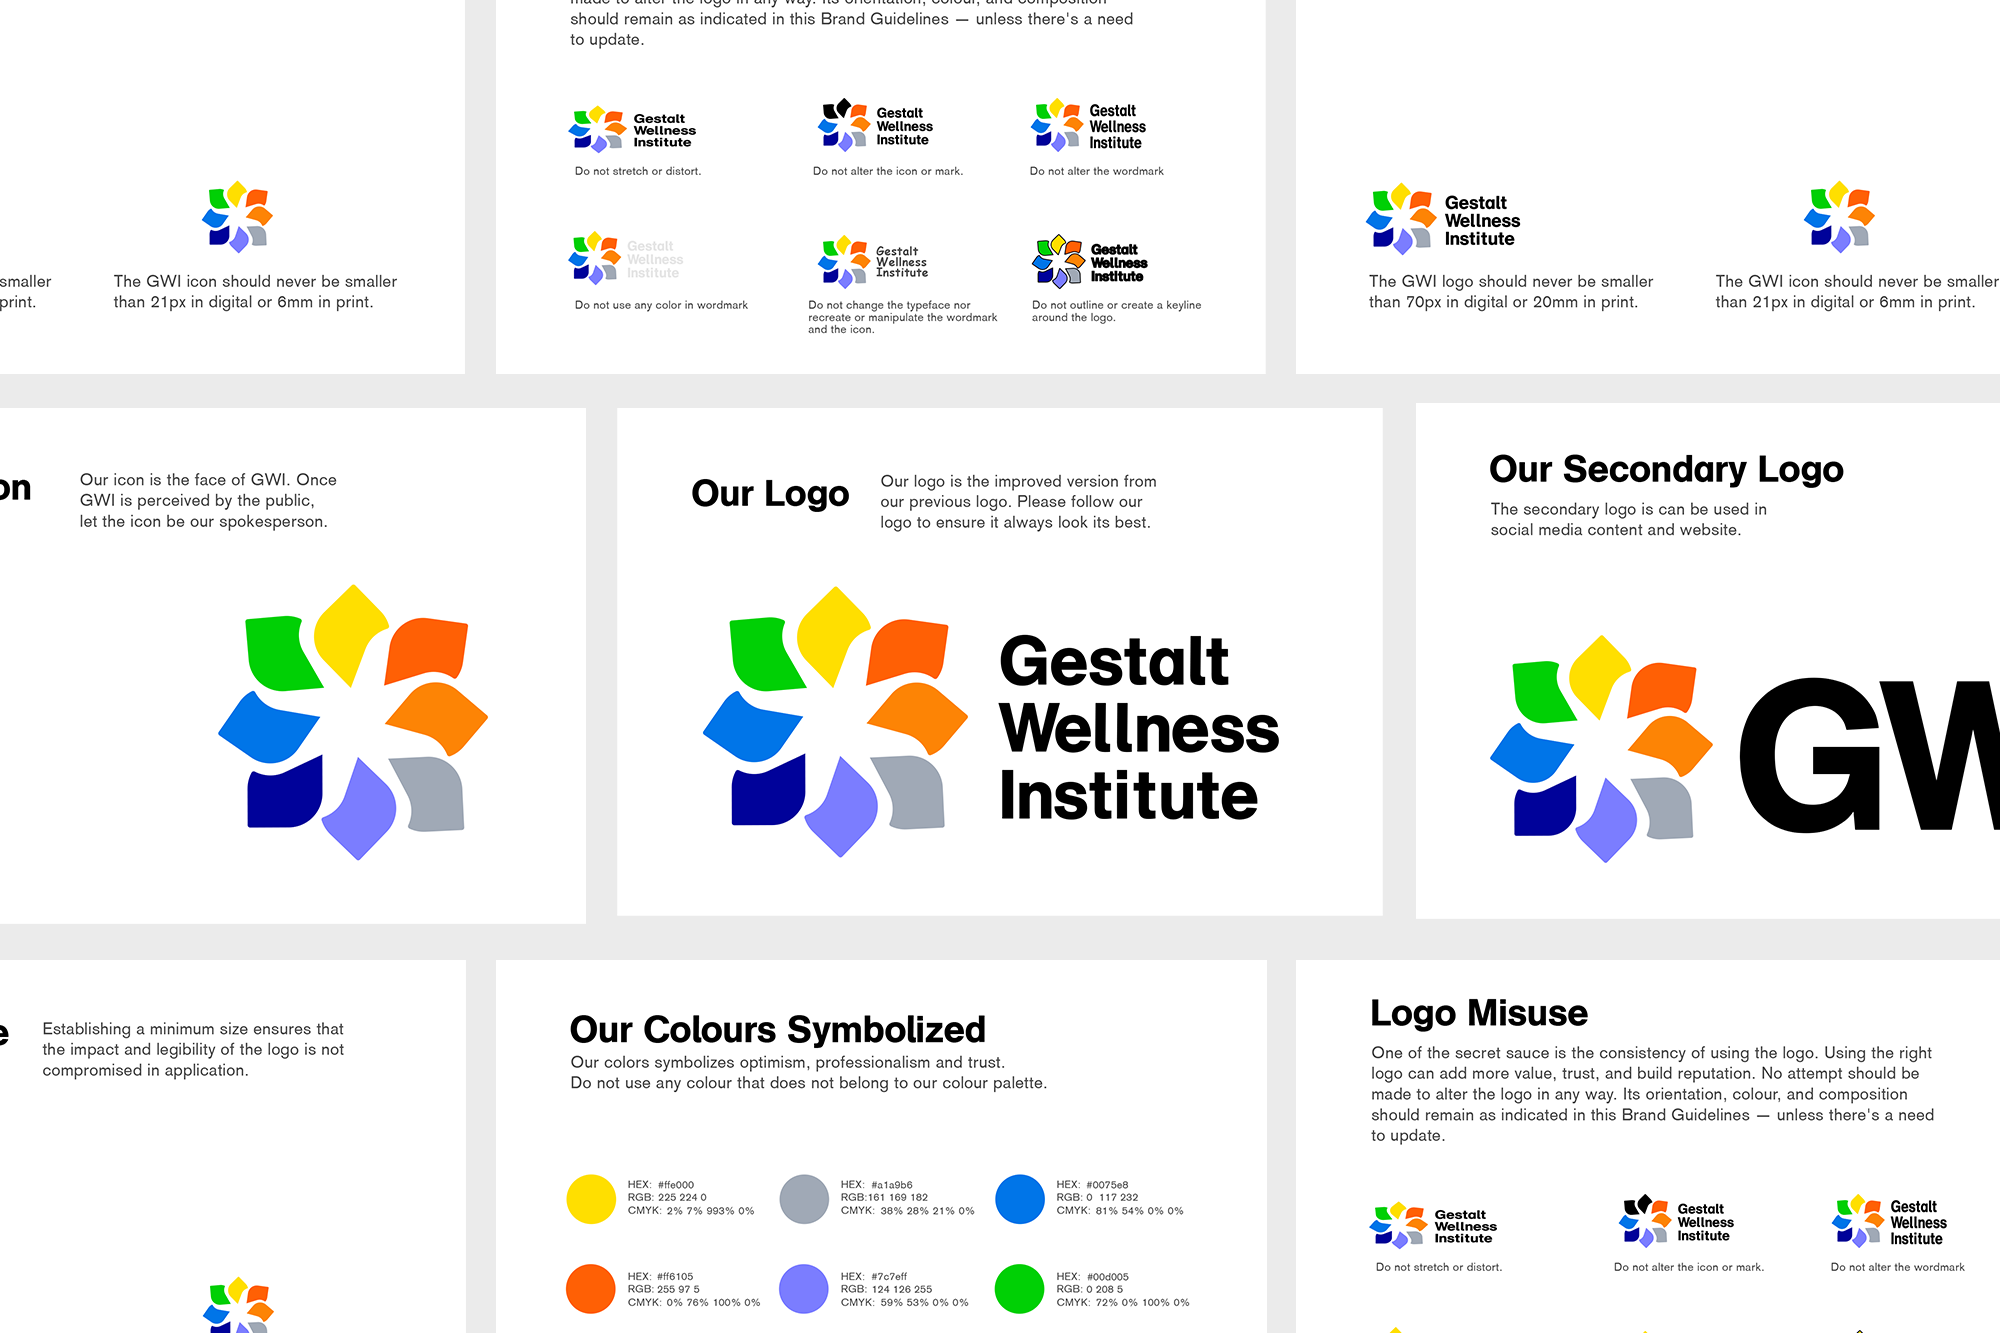 smaller
print.
The GWI icon should never be smaller
than 21px in digital or 6mm in print.
should remain as indicated in this Brand Guidelines — unless there's a need
to update.
Gestalt
Wellness
Institute
Do not stretch or distort.
Gestalt
Wellness
Institute
Do not alter the icon or mark.
Gestalt
Wellness
Institute
Do not alter the wordmark
Gestalt
Wellness
Institute
Do not use any color in wordmark
Gestalt
Wellness
Institute
Do not change the typeface nor
recreate or manipulate the wordmark
and the icon.
Gestalt
Wellness
Institute
Do not outline or create a keyline
around the logo.
Gestalt
Wellness
Institute
The GWI logo should never be smaller
than 70px in digital or 20mm in print.
The GWI icon should never be smaller
than 21px in digital or 6mm in print.
on
Our icon is the face of GWI. Once
GWI is perceived by the public,
let the icon be our spokesperson.
Our Logo
Our logo is the improved version from
our previous logo. Please follow our
logo to ensure it always look its best.
Gestalt
Wellness
Institute
Our Secondary Logo
The secondary logo is can be used in
social media content and website.
GW
e
Establishing a minimum size ensures that
the impact and legibility of the logo is not
compromised in application.
Our Colours Symbolized
Our colors symbolizes optimism, professionalism and trust.
Do not use any colour that does not belong to our colour palette.
HEX: #ffe000
RGB: 225 224 0
CMYK: 2% 7% 993% 0%
HEX: #a1a9b6
RGB:161 169 182
CMYK: 38% 28% 21% 0%
HEX: #0075e8
RGB: 0 117 232
CMYK: 81% 54% 0% 0%
HEX: #ff6105
RGB: 255 97 5
CMYK: 0% 76% 100% 0%
HEX: #7c7eff
RGB: 124 126 255
CMYK: 59% 53% 0% 0%
HEX: #00d005
RGB: 0 208 5
CMYK: 72% 0% 100% 0%
Logo Misuse
One of the secret sauce is the consistency of using the logo. Using the right
logo can add more value, trust, and build reputation. No attempt should be
made to alter the logo in any way. Its orientation, colour, and composition
should remain as indicated in this Brand Guidelines — unless there's a need
to update.
Gestalt
Wellness
Institute
Do not stretch or distort.
Gestalt
Wellness
Institute
Do not alter the icon or mark.
Gestalt
Wellness
Institute
Do not alter the wordmark